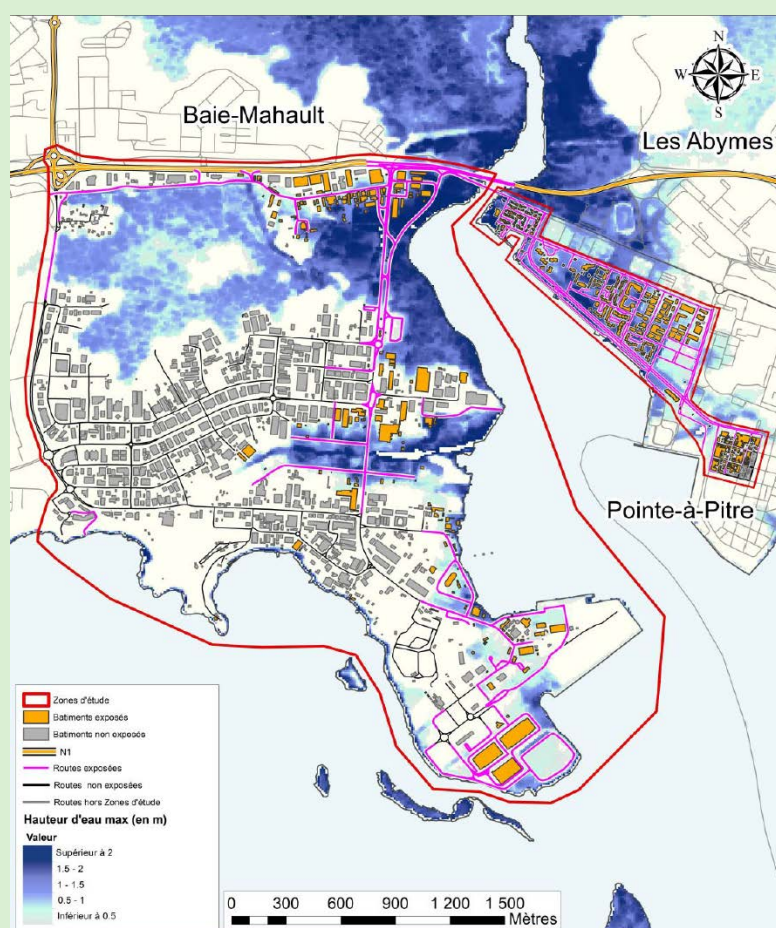 N
W E
S
Baie-Mahault
Les Abymes
Pointe-à-Pitre
Zones d'étude
Batiments exposés
Batiments non exposés
N1
Routes exposées
Routes non exposées
Routes hors Zones d'étude
Hauteur d'eau max (en m)
Valeur
Supérieur à 2
1.5 - 2
1 - 1.5
0.5 - 1
Inférieur à 0.5
0 300 600 900 1 200 1 500
Mètres